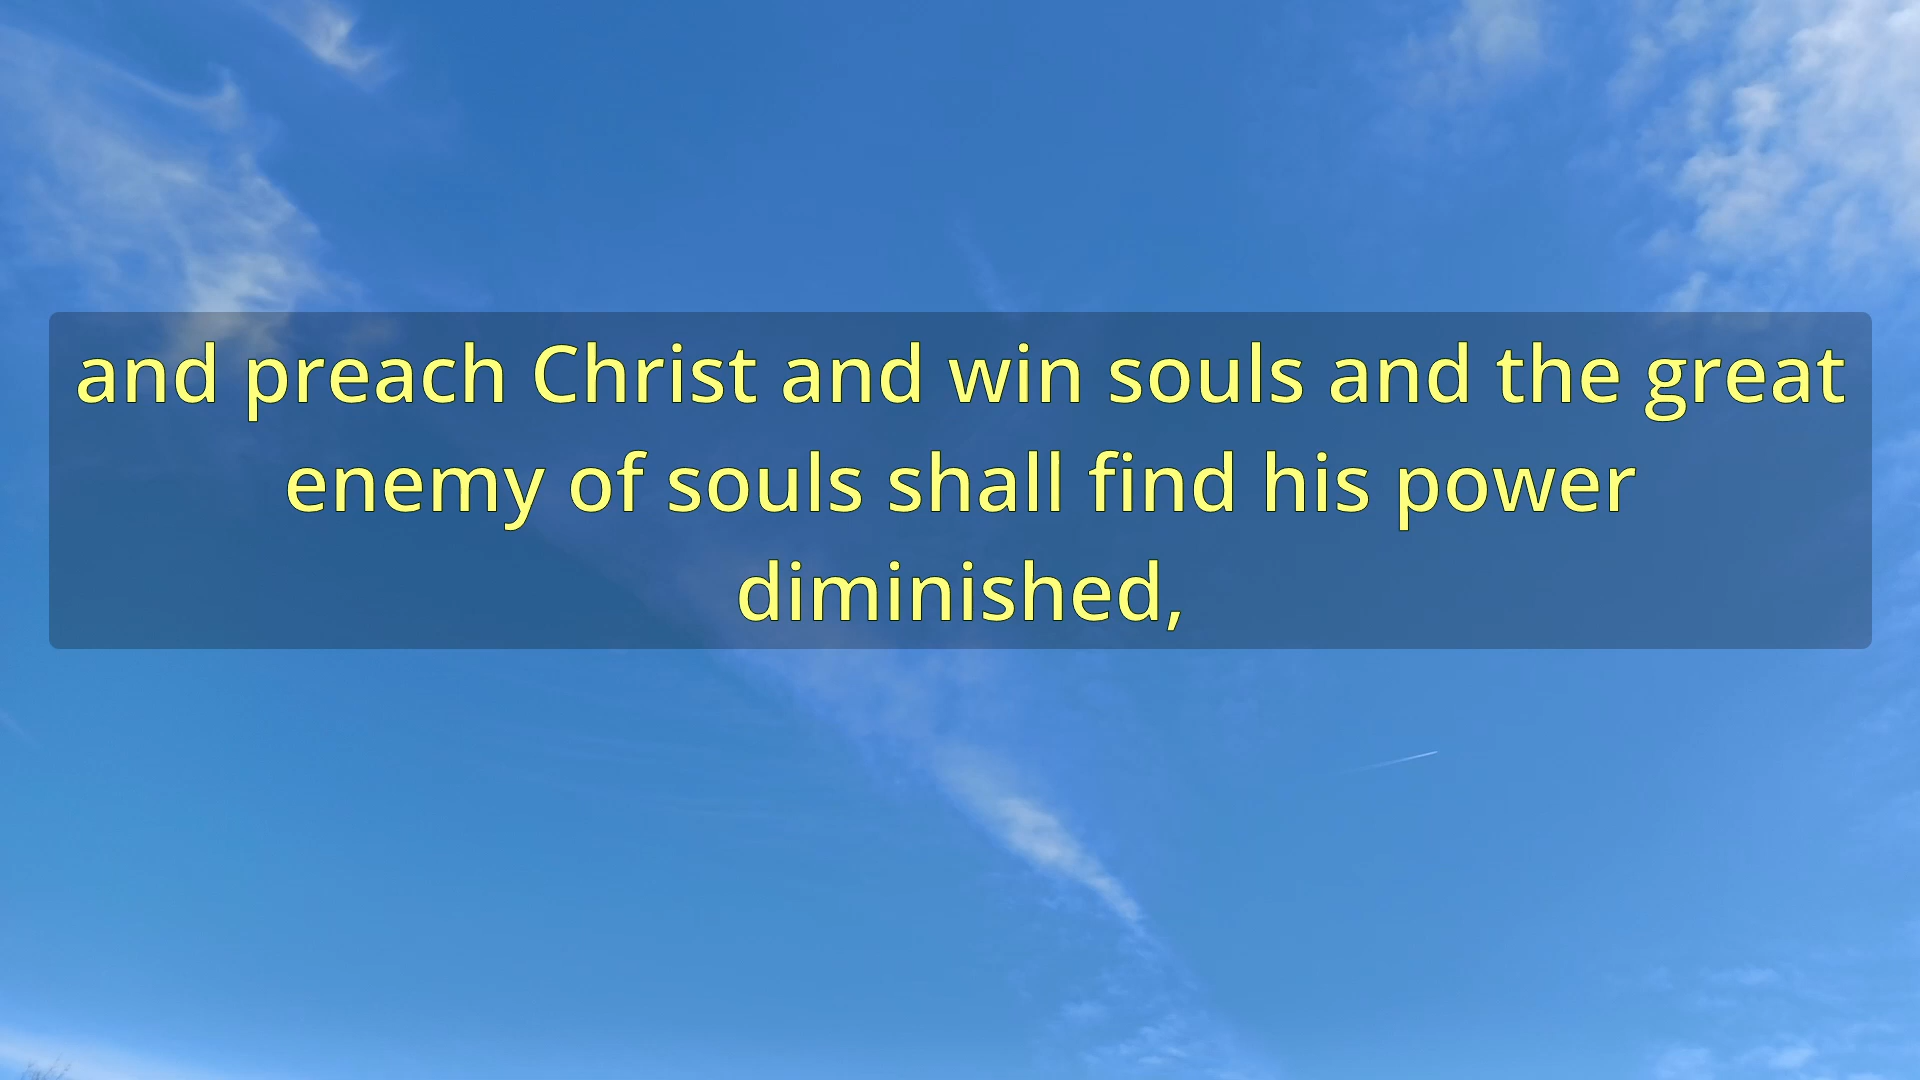 and preach Christ and win souls and the great
enemy of souls shall find his power
diminished,